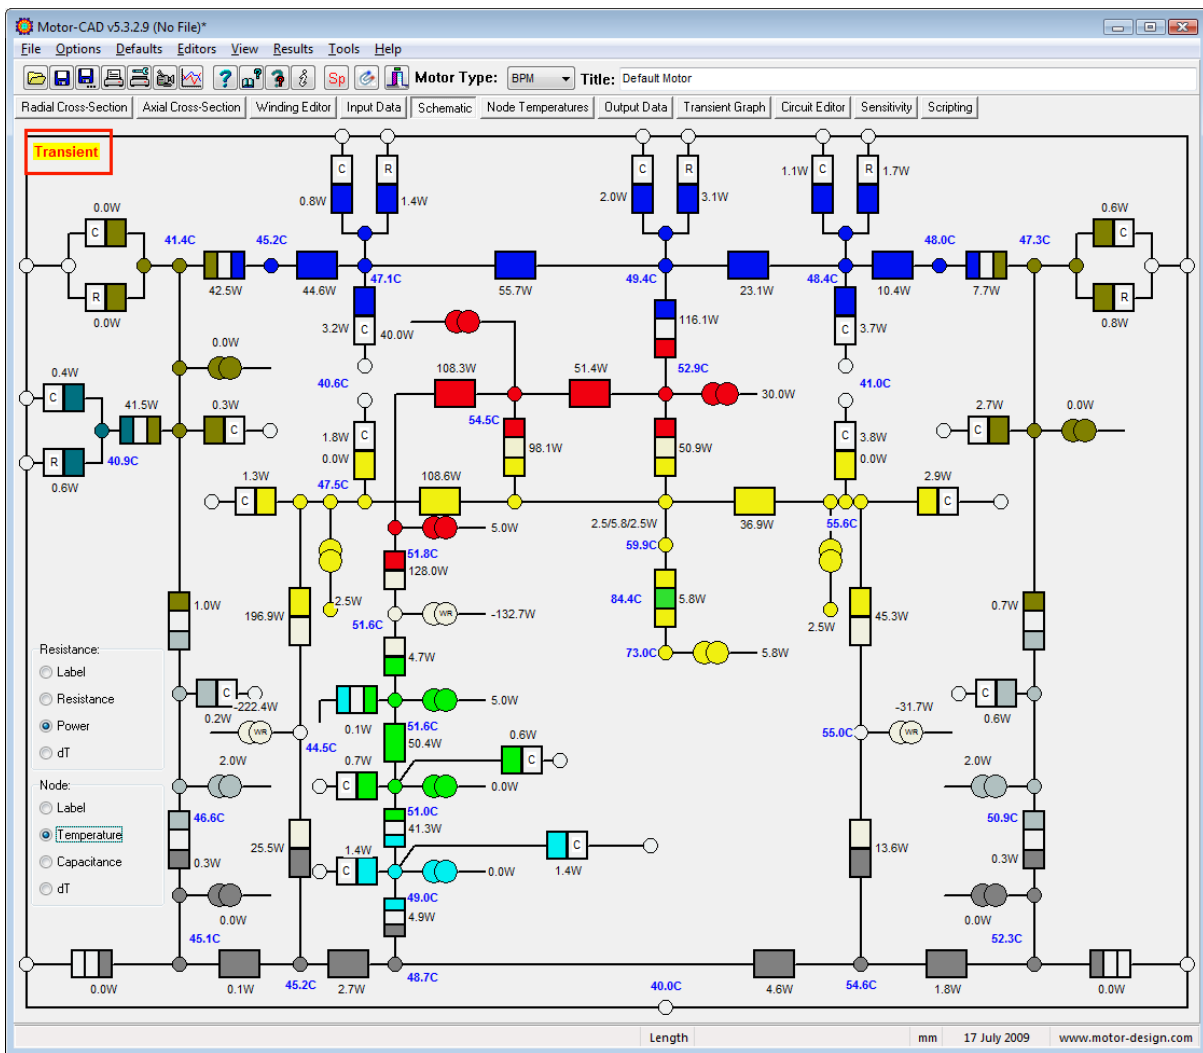 Motor-CAD v5.3.2.9 (No File)*
File Options Defaults Editors View Results Tools Help
Sp Motor Type: BPM Title: Default Motor
Radial Cross-Section Axial Cross-Section Winding Editor Input Data Schematic Node Temperatures Output Data Transient Graph Circuit Editor Sensitivity Scripting
Transient
C R C R C R
1.1W 1.7W
0.8W 1.4W 2.0W 3.1W
0.0W 0.6W
C C
41.4C 45.2C 48.0C 47.3C
47.1C 49.4C 48.4C
42.5W 44.6W 55.7W 23.1W 10.4W 7.7W
R R
0.0W 0.8W
3.2W C 40.0W 116.1W C 3.7W
0.0W
40.6C 108.3W 51.4W 52.9C 41.0C
0.4W 30.0W
C 41.5W 0.3W 2.7W 0.0W
54.5C
C C
1.8W C 98.1W 50.9W C 3.8W
R 40.9C 0.0W 0.0W
0.6W
1.3W 47.5C 108.6W 2.9W
C C
2.5/5.8/2.5W 36.9W 55.6C
5.0W
51.8C 59.9C
128.0W
84.4C 5.8W
1.0W 196.9W 2.5W WR -132.7W 2.5W 45.3W 0.7W
51.6C
73.0C 5.8W
Resistance:
Label
Resistance
Power
dT
4.7W
C C
0.2W -222.4W 0.1W 5.0W -31.7W 0.6W
WR 44.5C 51.6C 55.0C WR
50.4W 0.6W
2.0W 0.7W C 2.0W
C 0.0W
Node:
Label
Temperature
Capacitance
dT
46.6C 51.0C 50.9C
41.3W
0.3W 25.5W 1.4W C 13.6W 0.3W
C 0.0W 1.4W
0.0W 49.0C 0.0W
4.9W
45.1C 52.3C
0.0W 0.1W 45.2C 2.7W 48.7C 40.0C 4.6W 54.6C 1.8W 0.0W
Length mm 17 July 2009 www.motor-design.com